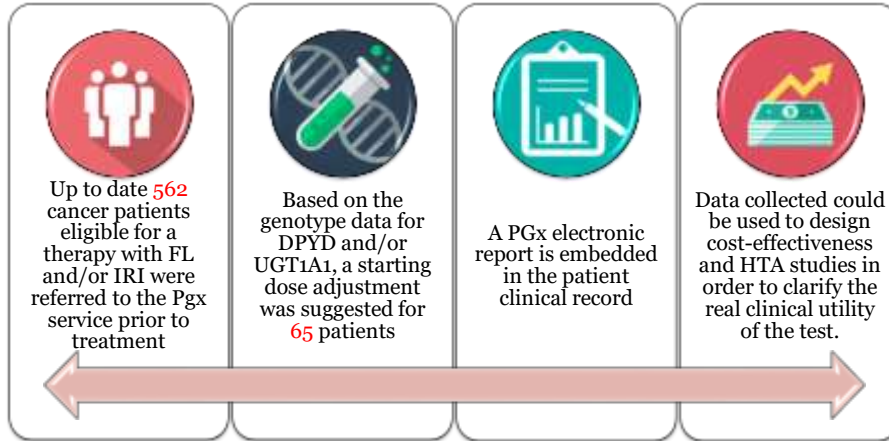 Up to date 562
cancer patients
eligible for a
therapy with FL
and/or IRI were
referred to the Pgx
service prior to
treatment
Based on the
genotype data for
DPYD and/or
UGT1A1, a starting
dose adjustment
was suggested for
65 patients
A PGx electronic
report is embedded
in the patient
clinical record
Data collected could
be used to design
cost-effectiveness
and HTA studies in
order to clarify the
real clinical utility
of the test.